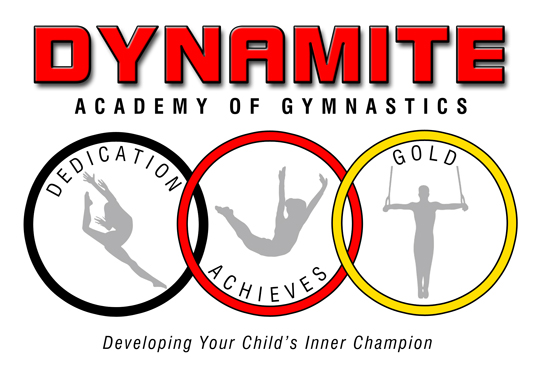 DYNAMITE
ACADEMY OF GYMNASTICS
DEDICATION
ACHIEVES
GOLD
Developing Your Child's Inner Champion